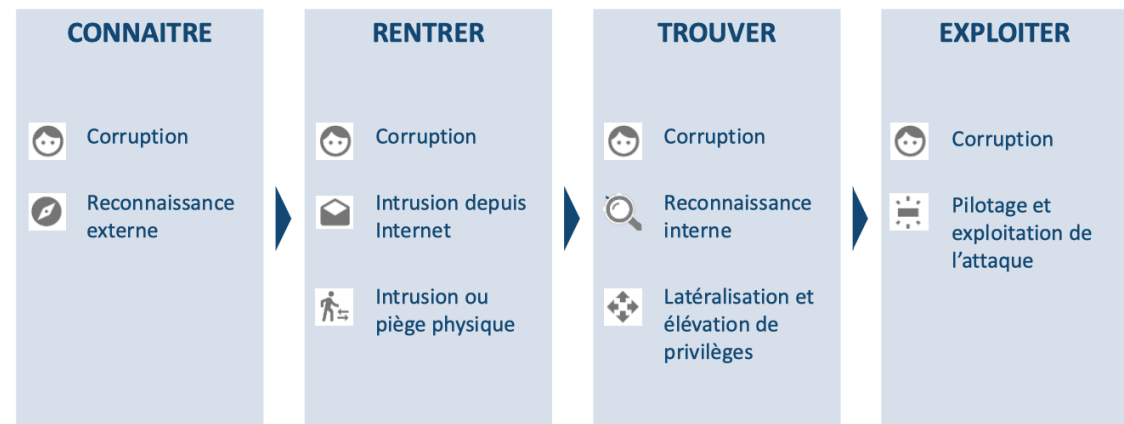 CONNAITRE
Corruption
Reconnaissance
externe
RENTRER
Corruption
Intrusion depuis
Internet
Intrusion ou
piège physique
TROUVER
Corruption
Reconnaissance
interne
Latéralisation et
élévation de
privilèges
EXPLOITER
Corruption
Pilotage et
exploitation de
l’attaque